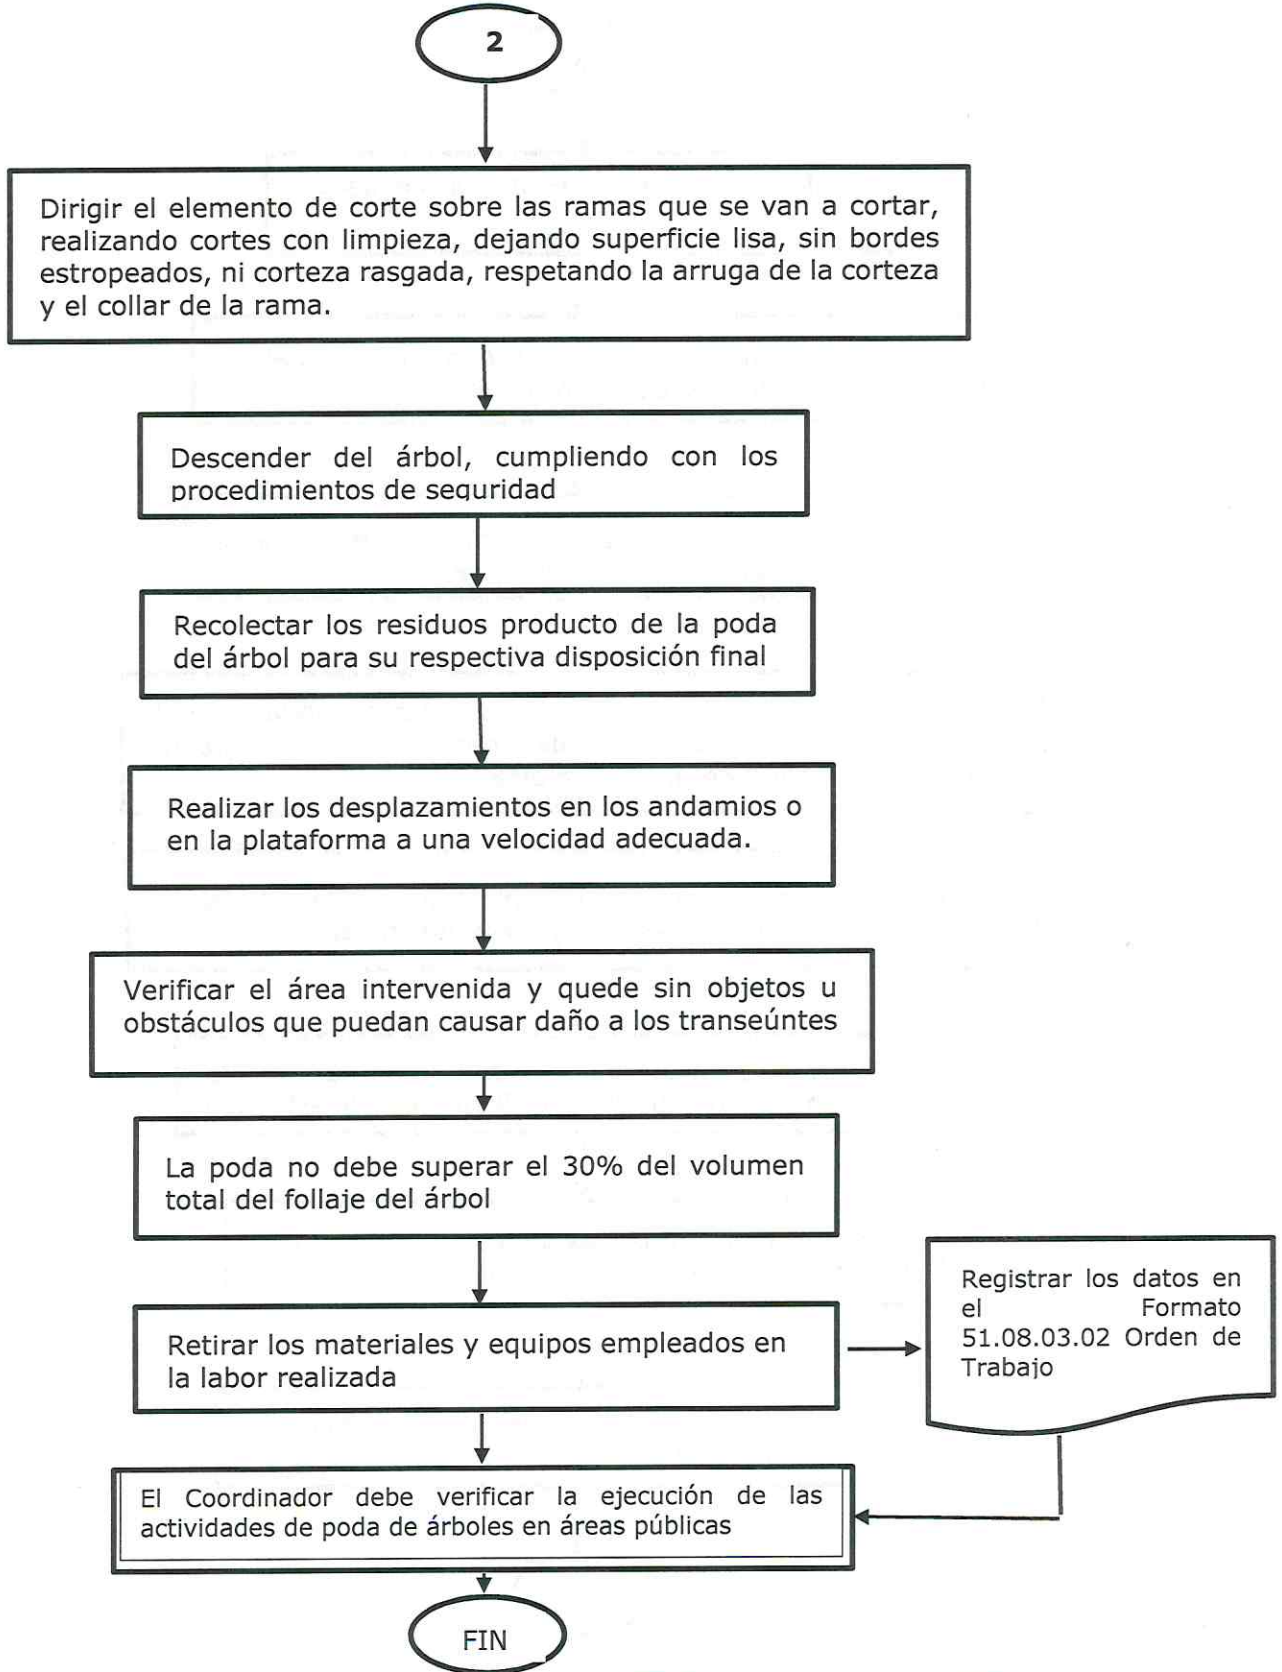 2
Dirigir el elemento de corte sobre las ramas que se van a cortar,
realizando cortes con limpieza, dejando superficie lisa, sin bordes
estropeados, ni corteza rasgada, respetando la arruga de la corteza
y el collar de la rama.
Descender del árbol, cumpliendo con los
procedimientos de seguridad
Recolectar los residuos producto de la poda
del árbol para su respectiva disposición final
Realizar los desplazamientos en los andamios o
en la plataforma a una velocidad adecuada.
Verificar el área intervenida y quede sin objetos u
obstáculos que puedan causar daño a los transeúntes
La poda no debe superar el 30% del volumen
total del follaje del árbol
Retirar los materiales y equipos empleados en
la labor realizada
Registrar los datos en
el Formato
51.08.03.02 Orden de
Trabajo
El Coordinador debe verificar la ejecución de las
actividades de poda de árboles en áreas públicas
FIN